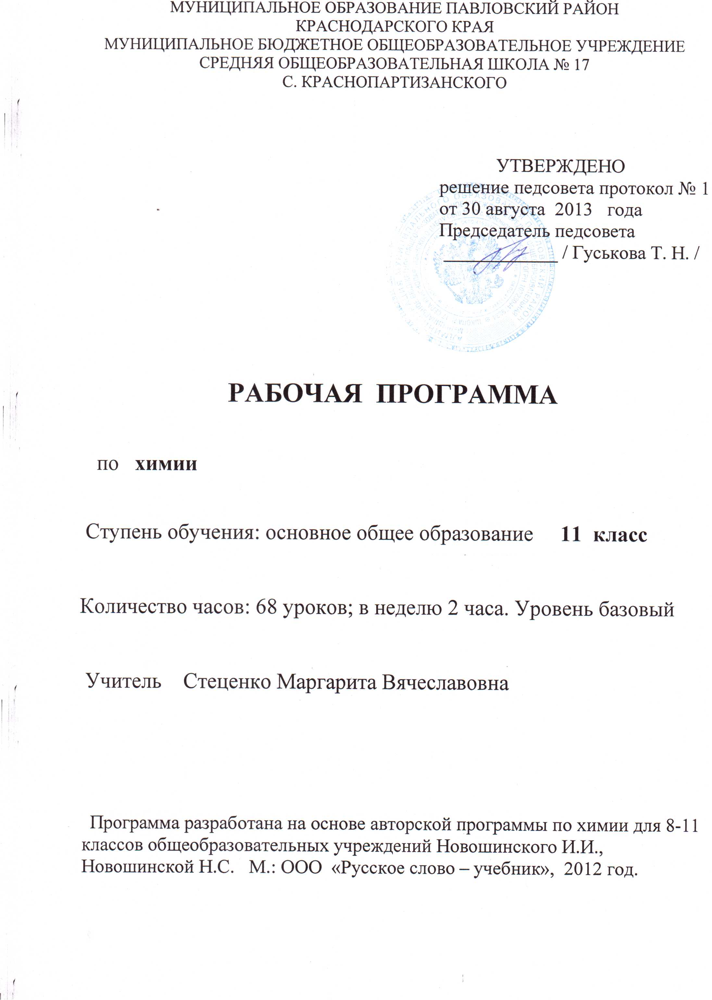 МУНИЦИПАЛЬНОЕ ОБРАЗОВАНИЕ ПАВЛОВСКИЙ РАЙОН
КРАСНОДАРСКОГО КРАЯ
МУНИЦИПАЛЬНОЕ БЮДЖЕТНОЕ ОБЩЕОБРАЗОВАТЕЛЬНОЕ УЧРЕЖДЕНИЕ
СРЕДНЯЯ ОБЩЕОБРАЗОВАТЕЛЬНАЯ ШКОЛА № 17
С. КРАСНОПАРТИЗАНСКОГО
УТВЕРЖДЕНО
решение педсовета протокол № 1
от 30 августа 2013 года
Председатель педсовета
_____________ / Гуськова Т. Н. /
РАБОЧАЯ ПРОГРАММА
по химии
Ступень обучения: основное общее образование 11 класс
Количество часов: 68 уроков; в неделю 2 часа. Уровень базовый
Учитель Стеценко Маргарита Вячеславовна
Программа разработана на основе авторской программы по химии для 8-11
классов общеобразовательных учреждений Новошинского И.И.,
Новошинской Н.С. М.: ООО «Русское слово – учебник», 2012 год.